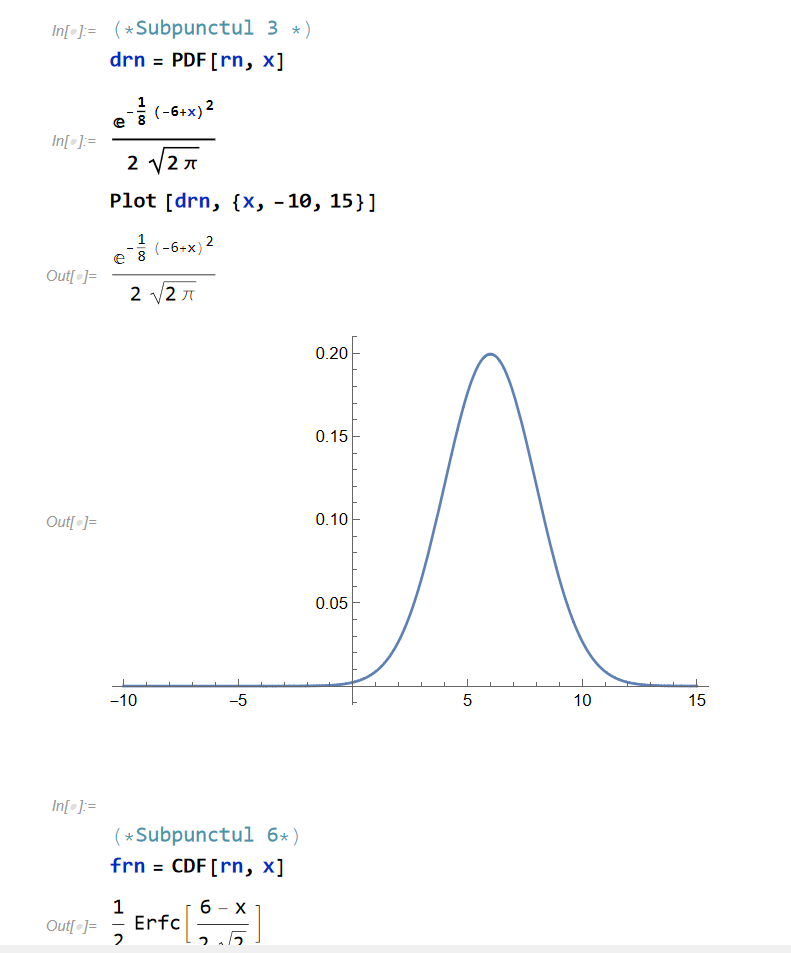 In[ ]:= (*Subpunctul 3 *)
drn = PDF[rn, x]
In[ ]:= ⅇ^(-1/8 (-6+x)^2) / (2 √(2 π))
Plot [drn, {x, -10, 15}]
Out[ ]= ⅇ^(-1/8 (-6+x)^2) / (2 √(2 π))
Out[ ]=
0.20
0.15
0.10
0.05
-10 -5 5 10 15
In[ ]:=
(*Subpunctul 6*)
frn = CDF[rn, x]
Out[ ]= 1/2 Erfc[(6 - x)/(2 √2)]